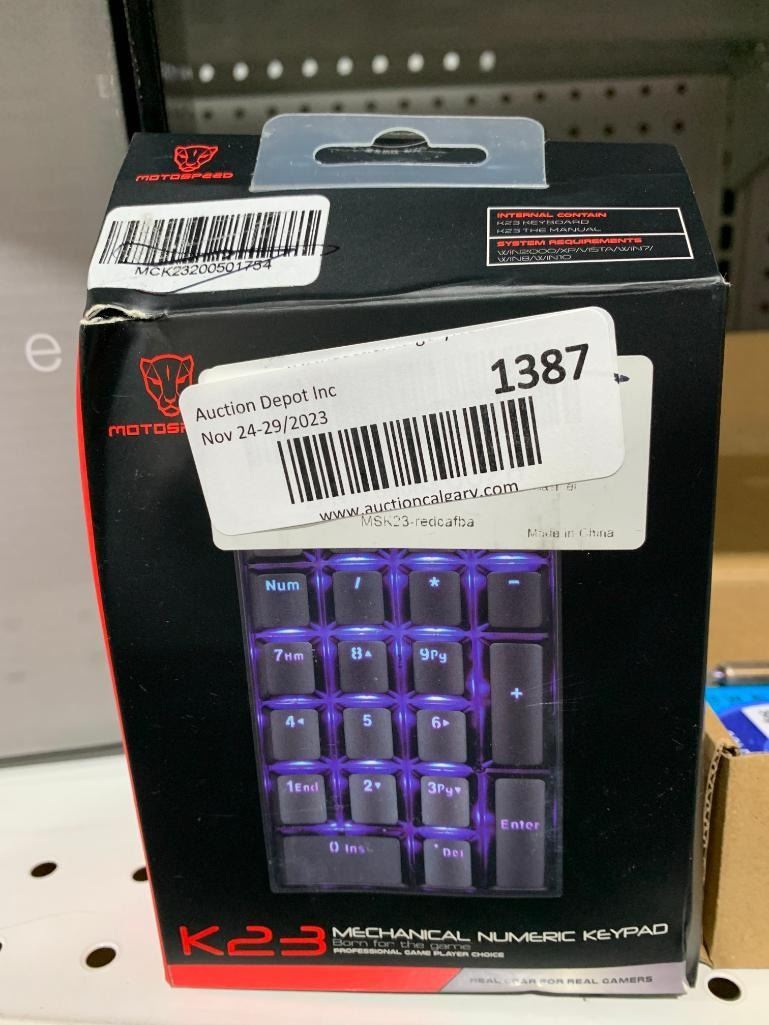 MOTOSPEED
MCK23200501754
INTERNAL CONTAIN
K23 KEYBOARD
K23 THE MANUAL
SYSTEM REQUIREMENTS
WIN2000/XP/VISTA/WIN7/
WIN8/WIN10
e
Auction Depot Inc
1387
Nov 24-29/2023
www.auctioncalgary.com
MOTOSP
MSK23-redcafba
Made in China
Num / * -
7Hm 8 9Py
+
4 5 6
1End 2 3Py
Enter
0 Ins . Del
K23 MECHANICAL NUMERIC KEYPAD
Born for the game
PROFESSIONAL GAME PLAYER CHOICE
REAL GEAR FOR REAL GAMERS